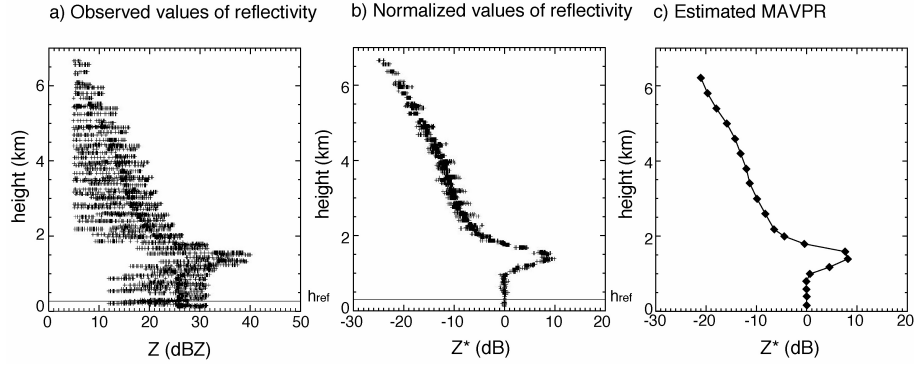 a) Observed values of reflectivity
b) Normalized values of reflectivity
c) Estimated MAVPR
height (km)
6
4
2
0
0 10 20 30 40 50
Z (dBZ)
href
height (km)
6
4
2
0
-30 -20 -10 0 10 20
Z* (dB)
href
height (km)
6
4
2
0
-30 -20 -10 0 10 20
Z* (dB)